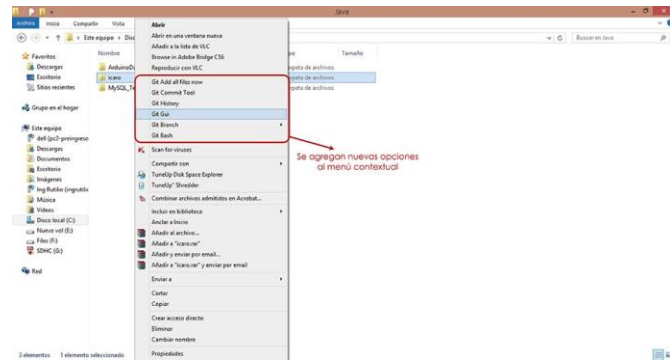 Java
Archivo Inicio Compartir Vista
Este equipo
Buscar en Java
Nombre
Tamaño
Favoritos
Descargas
Escritorio
Sitios recientes
Grupo en el hogar
Este equipo
dell (pc2-preingreso
Descargas
Documentos
Escritorio
Imágenes
Ing Rutilio (ingrutilio
Música
Videos
Disco local (C:)
Nuevo vol (E:)
Files (F:)
SDHC (G:)
Red
icaro
carpeta de archivos
carpeta de archivos
carpeta de archivos
Abrir
Abrir en una ventana nueva
Añadir a la lista de VLC
Browse in Adobe Bridge CS6
Reproducir con VLC
Git Add all files now
Git Commit Tool
Git History
Git Gui
Git Branch
Git Bash
Scan for viruses
Compartir con
TuneUp Disk Space Explorer
TuneUp Shredder
Combinar archivos admitidos en Acrobat...
Incluir en biblioteca
Anclar a Inicio
Añadir al archivo...
Añadir a "icaro.rar"
Añadir y enviar por email...
Añadir a "icaro.rar" y enviar por email
Enviar a
Cortar
Copiar
Crear acceso directo
Eliminar
Cambiar nombre
Propiedades
Se agregan nuevas opciones
al menú contextual
3 elementos 1 elemento seleccionado